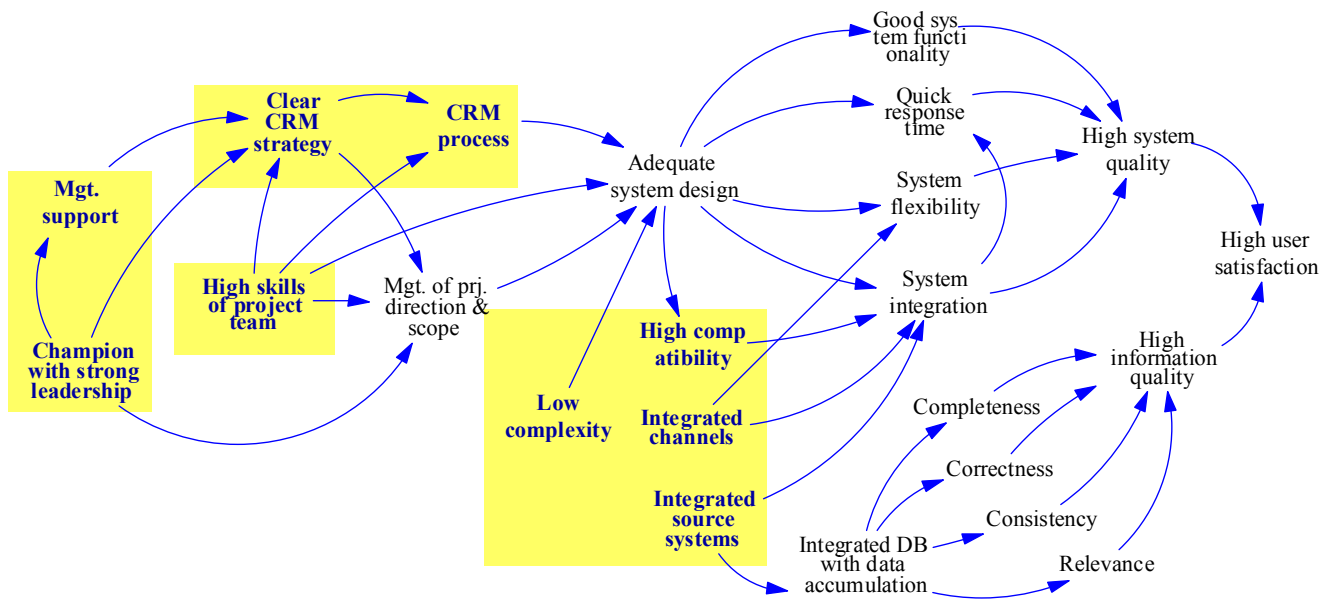 Good sys
tem functi
onality
Clear
CRM
strategy
CRM
process
Quick
response
time
High system
quality
Adequate
system design
Mgt.
support
System
flexibility
High user
satisfaction
High skills
of project
team
Mgt. of prj.
direction &
scope
System
integration
High comp
atibility
Champion
with strong
leadership
High
information
quality
Low
complexity
Integrated
channels
Completeness
Correctness
Integrated
source
systems
Consistency
Integrated DB
with data
accumulation
Relevance